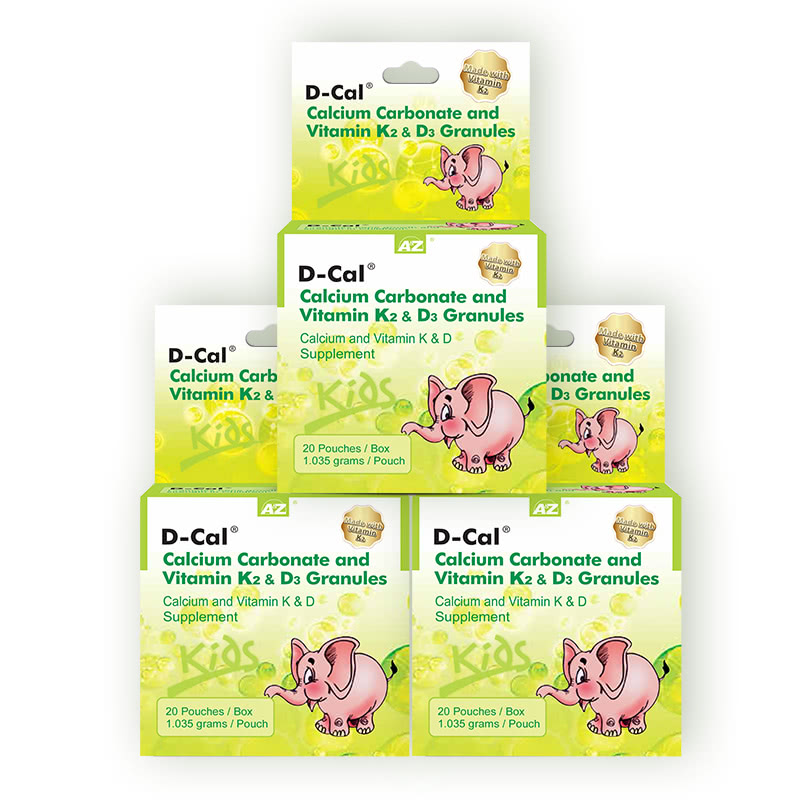 D-Cal®
Made with
Vitamin
K2
Calcium Carbonate and
Vitamin K2 & D3 Granules
Kids
AZ®
D-Cal®
Made with
Vitamin
K2
Calcium Carbonate and
Vitamin K2 & D3 Granules
Calcium and Vitamin K & D
Supplement
Kids
20 Pouches / Box
1.035 grams / Pouch
D-Cal®
Calcium Carb
Vitamin K2 &
Kids
Made with
Vitamin
K2
onate and
D3 Granules
AZ®
D-Cal®
Made with
Vitamin
K2
Calcium Carbonate and
Vitamin K2 & D3 Granules
Calcium and Vitamin K & D
Supplement
Kids
20 Pouches / Box
1.035 grams / Pouch
AZ®
D-Cal®
Made with
Vitamin
K2
Calcium Carbonate and
Vitamin K2 & D3 Granules
Calcium and Vitamin K & D
Supplement
Kids
20 Pouches / Box
1.035 grams / Pouch